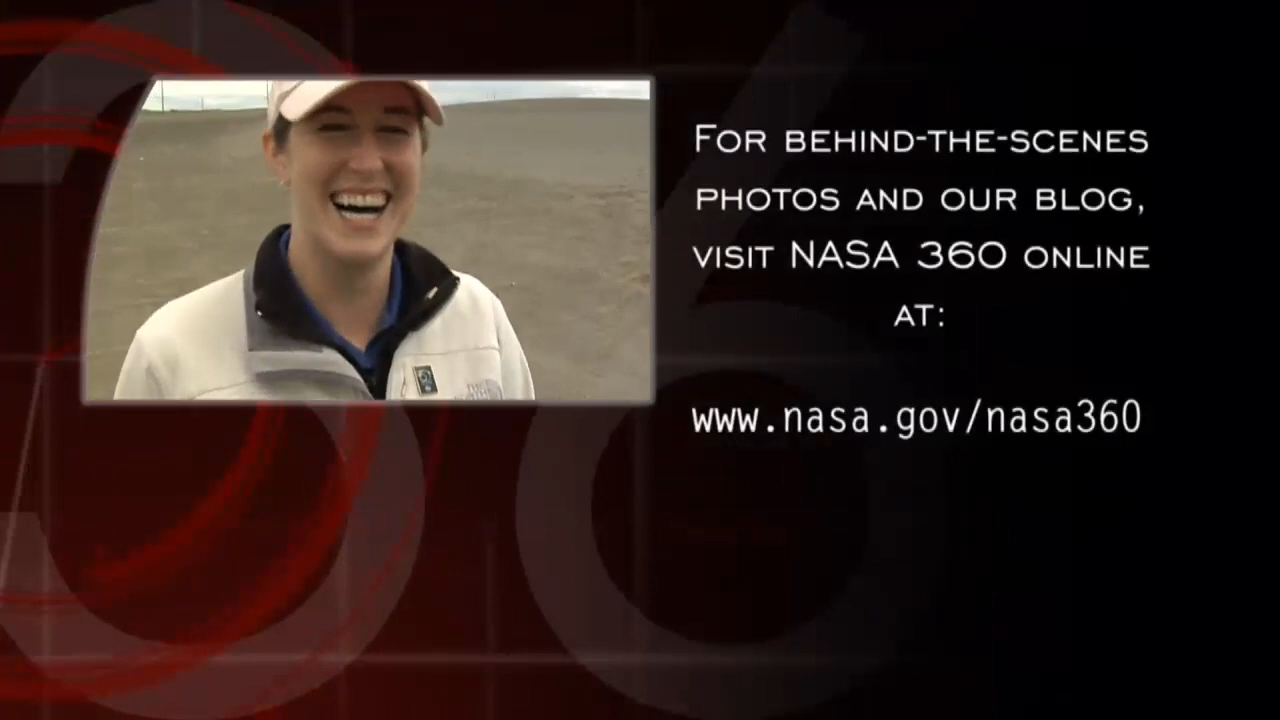 For behind-the-scenes
photos and our blog,
visit NASA 360 online
at:
www.nasa.gov/nasa360